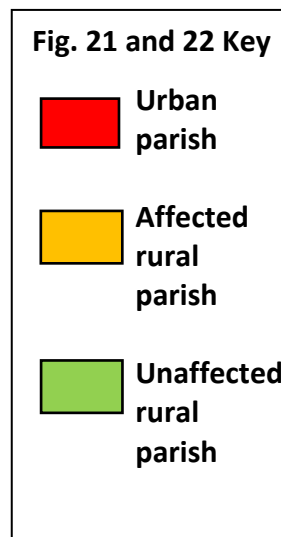 Fig. 21 and 22 Key
Urban
parish
Affected
rural
parish
Unaffected
rural
parish